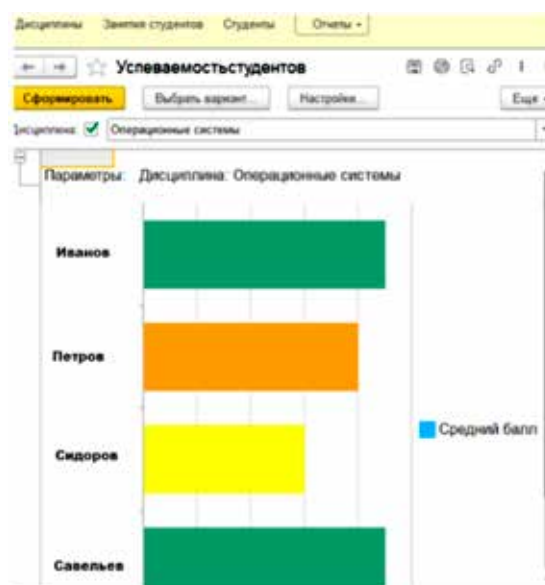 Дисциплины Занятия студентов Студенты Отчеты
Успеваемостьстудентов
Сформировать Выбрать вариант... Настройки... Еще
Дисциплина: Операционные системы
Параметры: Дисциплина: Операционные системы
Иванов
Петров
Средний балл
Сидоров
Савельев